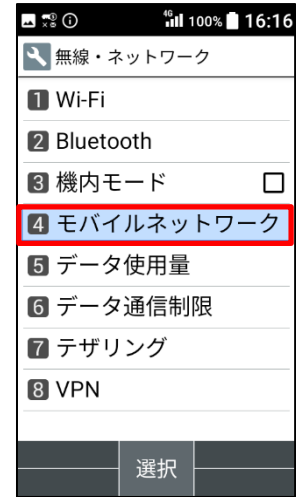 4G 100% 16:16
無線・ネットワーク
1 Wi-Fi
2 Bluetooth
3 機内モード
4 モバイルネットワーク
5 データ使用量
6 データ通信制限
7 テザリング
8 VPN
選択